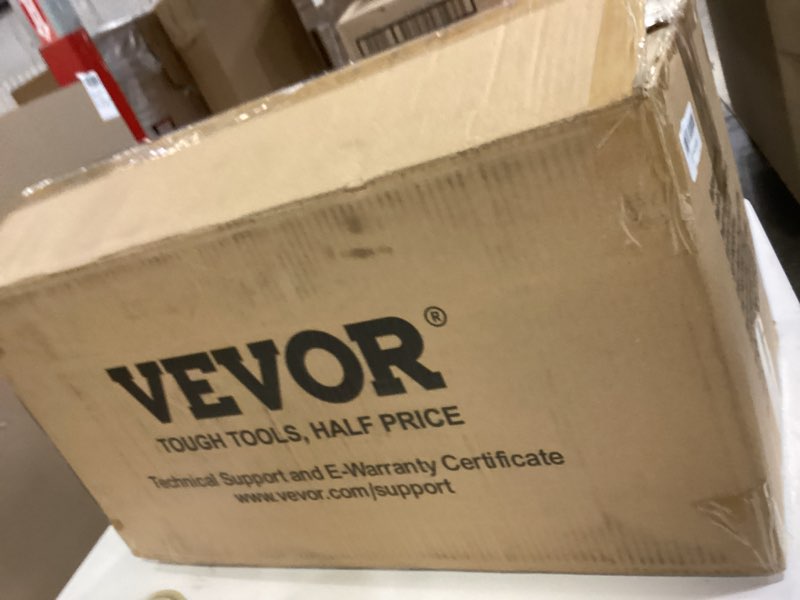 VEVOR®
TOUGH TOOLS, HALF PRICE
Technical Support and E-Warranty Certificate
www.vevor.com/support